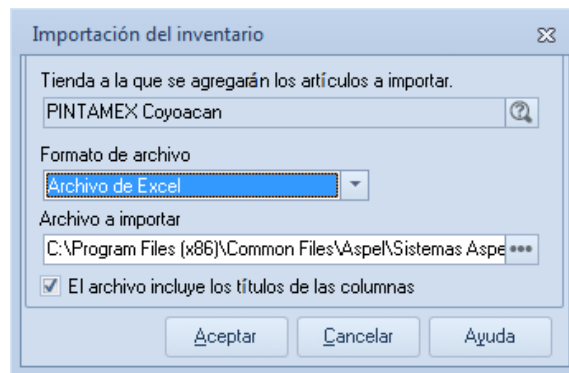 Importación del inventario
Tienda a la que se agregarán los artículos a importar.
PINTAMEX Coyoacan
Formato de archivo
Archivo de Excel
Archivo a importar
C:\Program Files (x86)\Common Files\Aspel\Sistemas Aspe
El archivo incluye los títulos de las columnas
Aceptar Cancelar Ayuda